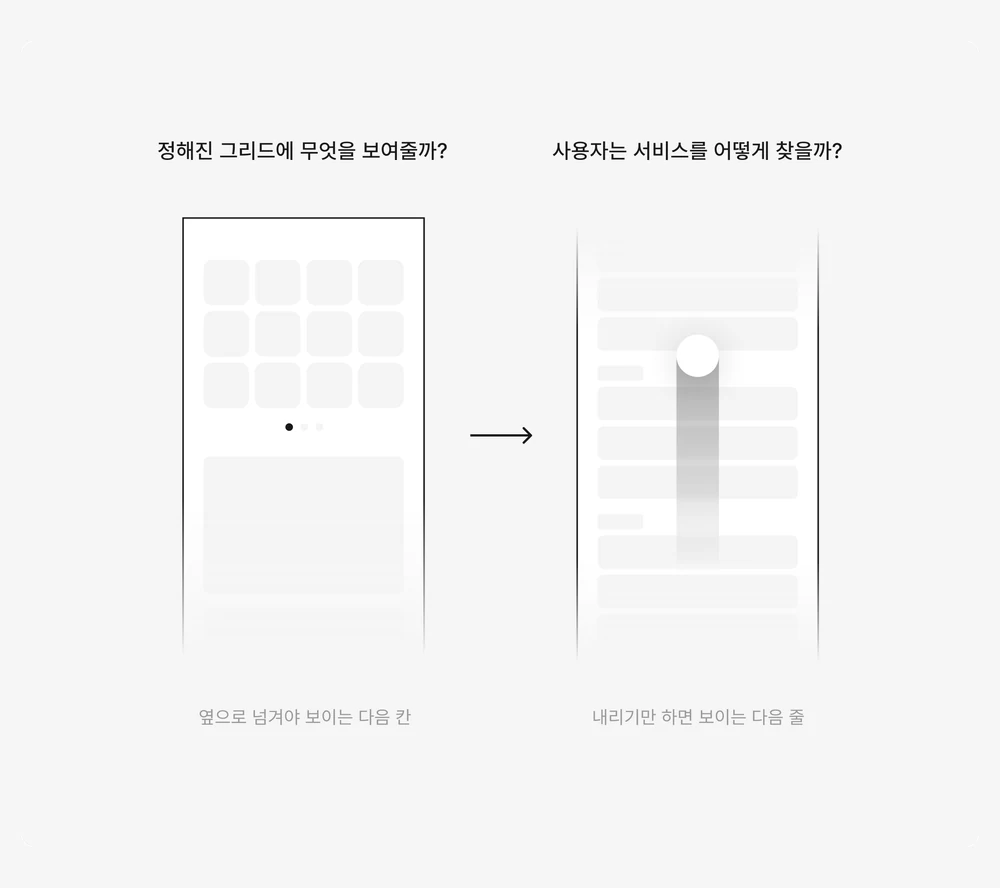 정해진 그리드에 무엇을 보여줄까?
사용자는 서비스를 어떻게 찾을까?
옆으로 넘겨야 보이는 다음 칸
내리기만 하면 보이는 다음 줄